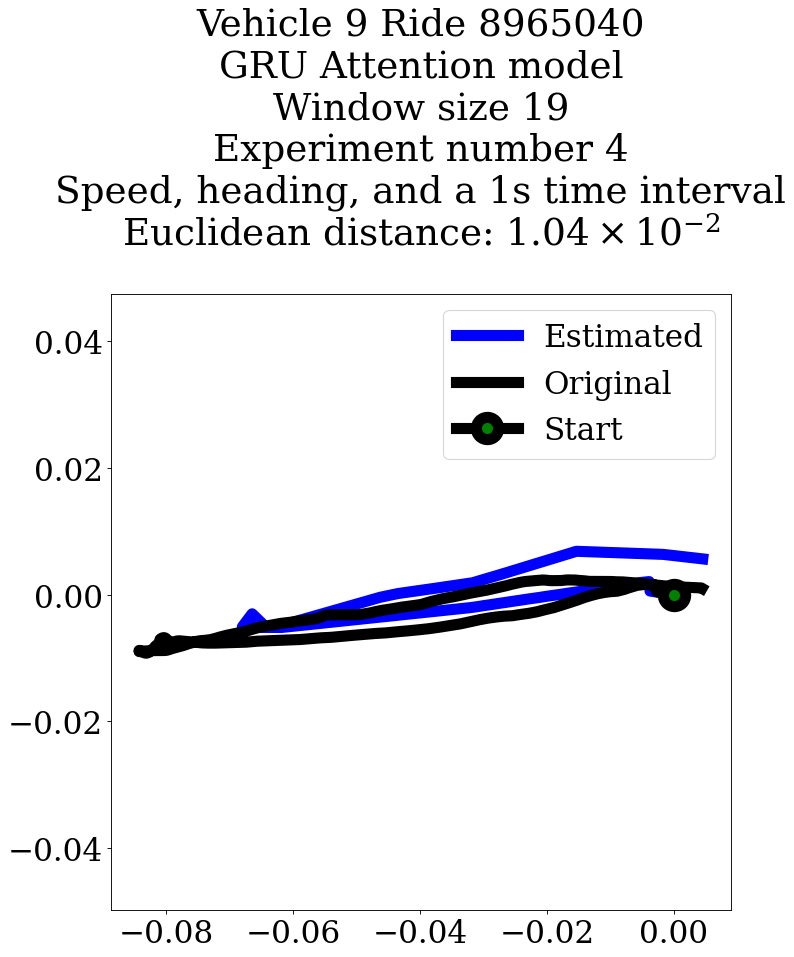 Vehicle 9 Ride 8965040
GRU Attention model
Window size 19
Experiment number 4
Speed, heading, and a 1s time interval
Euclidean distance: 1.04 × 10⁻²
Estimated
Original
Start
0.04
0.02
0.00
−0.02
−0.04
−0.08 −0.06 −0.04 −0.02 0.00